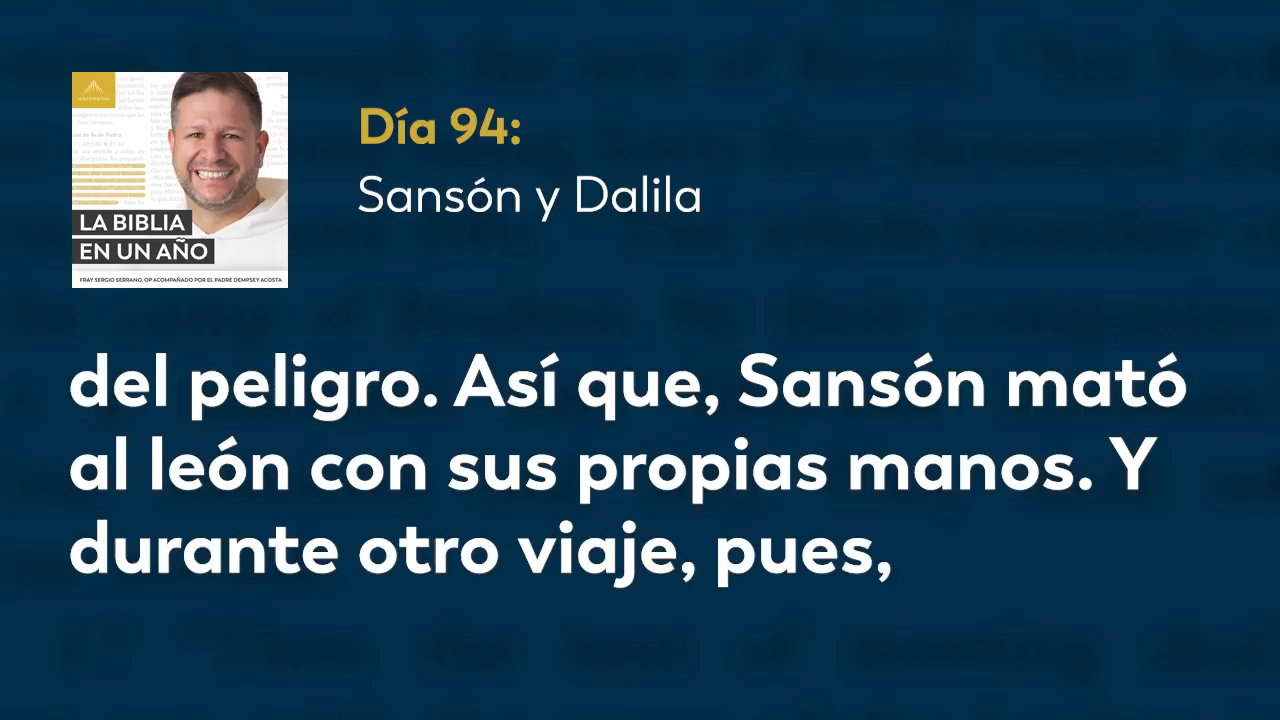 ASCENSION
Día 94:
Sansón y Dalila
LA BIBLIA
EN UN AÑO
FRAY SERGIO SERRANO, OP ACOMPAÑADO POR EL PADRE DEMPSEY ACOSTA
del peligro. Así que, Sansón mató
al león con sus propias manos. Y
durante otro viaje, pues,